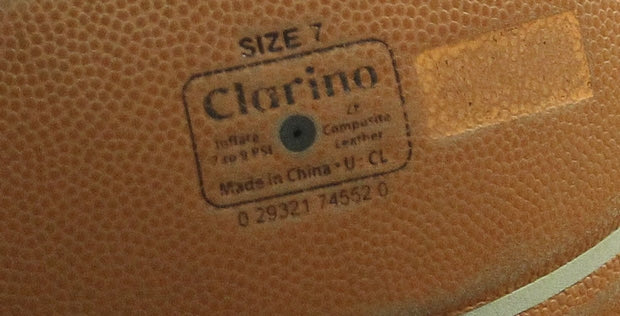 SIZE 7
Clarino
Inflate
7 to 9 PSI
Composite
Leather
Made in China · U · CL
0 29321 74552 0